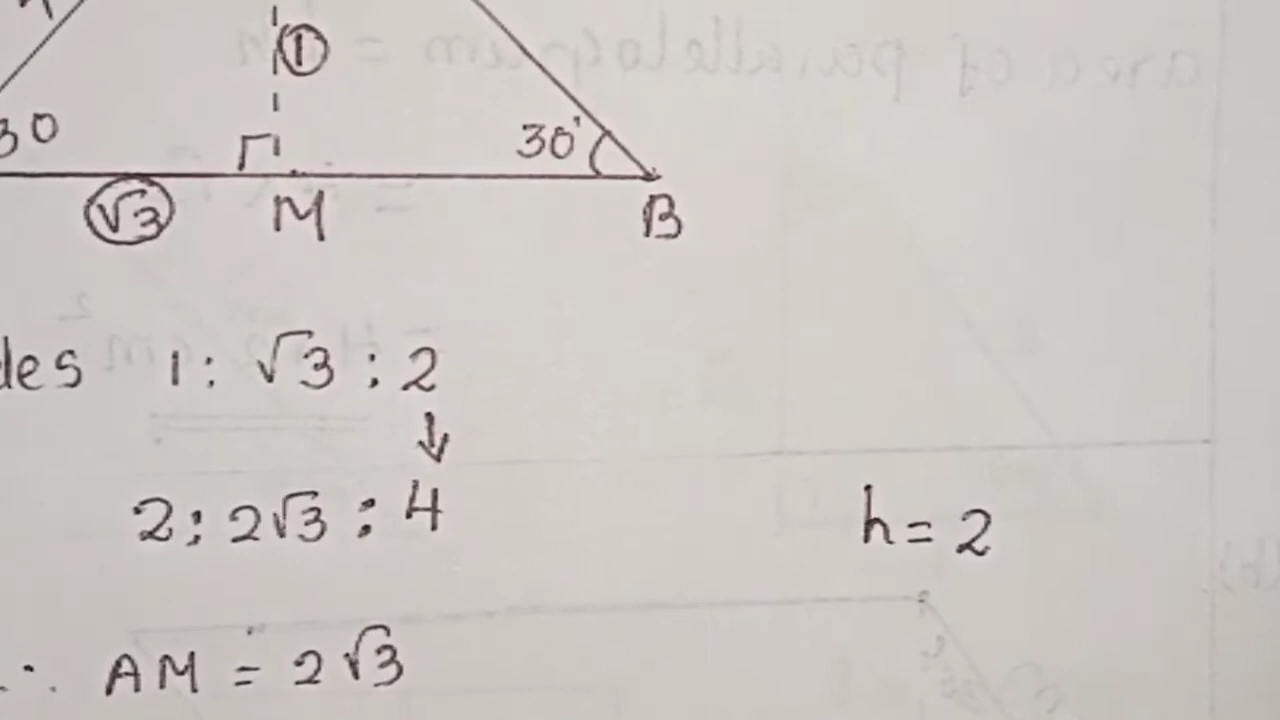 ①
30 30°
√3 M B
des 1 : √3 : 2
↓
2 : 2√3 : 4 h = 2
∴ AM = 2√3